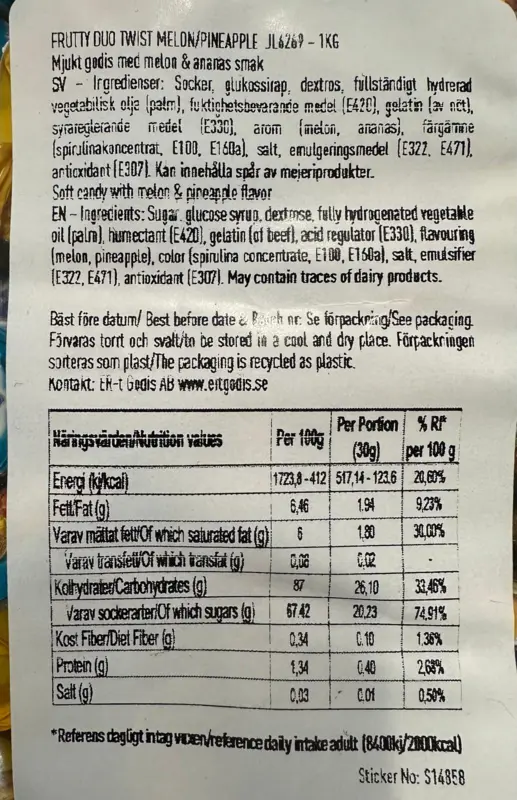 FRUTTY DUO TWIST MELON/PINEAPPLE JL6269 - 1KG
Mjukt godis med melon & ananas smak
SV - Ingredienser: Socker, glukossirap, dextros, fullständigt hydrerad
vegetabilisk olja (palm), fuktighetsbevarande medel (E420), gelatin (av nöt),
syrareglerande medel (E330), arom (melon, ananas), färgämne
(spirulinakoncentrat, E100, E160a), salt, emulgeringsmedel (E322, E471),
antioxidant (E307). Kan innehålla spår av mejeriprodukter.
Soft candy with melon & pineapple flavor
EN - Ingredients: Sugar, glucose syrup, dextrose, fully hydrogenated vegetable
oil (palm), humectant (E420), gelatin (of beef), acid regulator (E330), flavouring
(melon, pineapple), color (spirulina concentrate, E100, E160a), salt, emulsifier
(E322, E471), antioxidant (E307). May contain traces of dairy products.
Bäst före datum/ Best before date & Batch nr: Se förpackning/See packaging.
Förvaras torrt och svalt/to be stored in a cool and dry place. Förpackningen
sorteras som plast/The packaging is recycled as plastic.
Kontakt: ER-t Godis AB www.ertgodis.se
Näringsvärden/Nutrition values Per 100g Per Portion (30g) % RI* per 100 g
Energi (kj/kcal) 1723,8-412 517,14-123.6 20,60%
Fett/Fat (g) 6,46 1.94 9,23%
Varav mättat fett/Of which saturated fat (g) 6 1.80 30,00%
Varav transfett/Of which transfat (g) 0,08 0.02 -
Kolhydrater/Carbohydrates (g) 87 26,10 33,46%
Varav sockerarter/Of which sugars (g) 67.42 20,23 74,91%
Kost Fiber/Diet Fiber (g) 0,34 0.10 1,36%
Protein (g) 1,34 0.40 2,68%
Salt (g) 0,03 0.01 0,50%
*Referens dagligt intag vuxen/reference daily intake adult (8400kj/2000kcal)
Sticker No: S14858